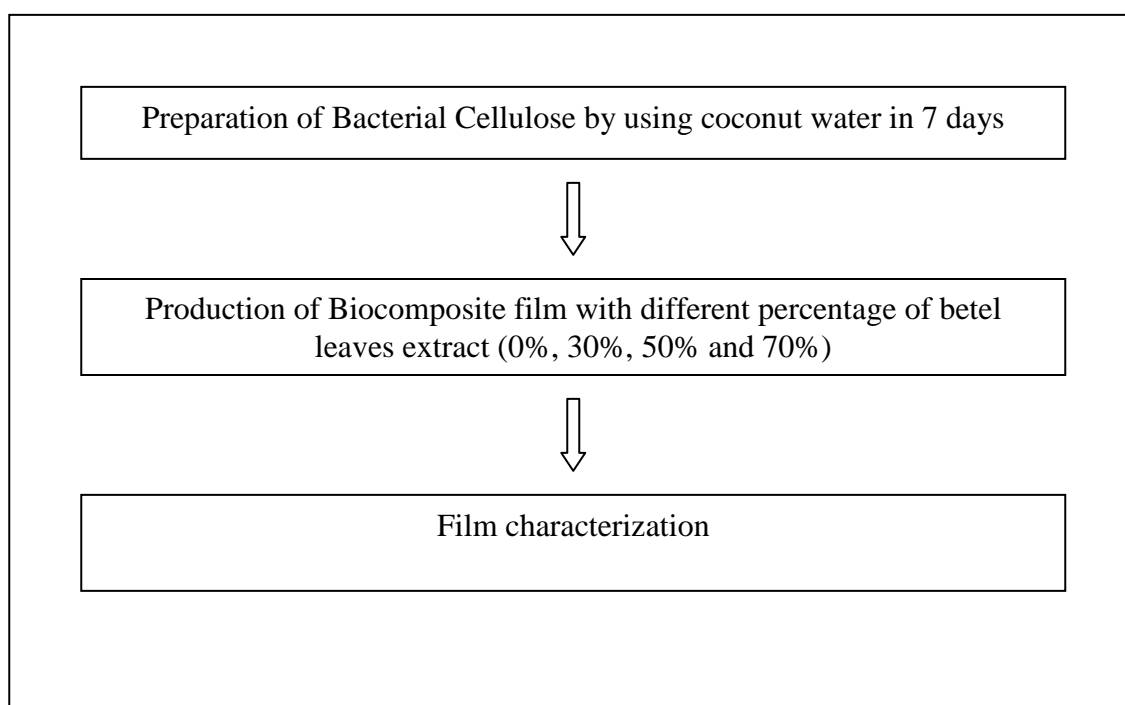 Preparation of Bacterial Cellulose by using coconut water in 7 days
Production of Biocomposite film with different percentage of betel
leaves extract (0%, 30%, 50% and 70%)
Film characterization